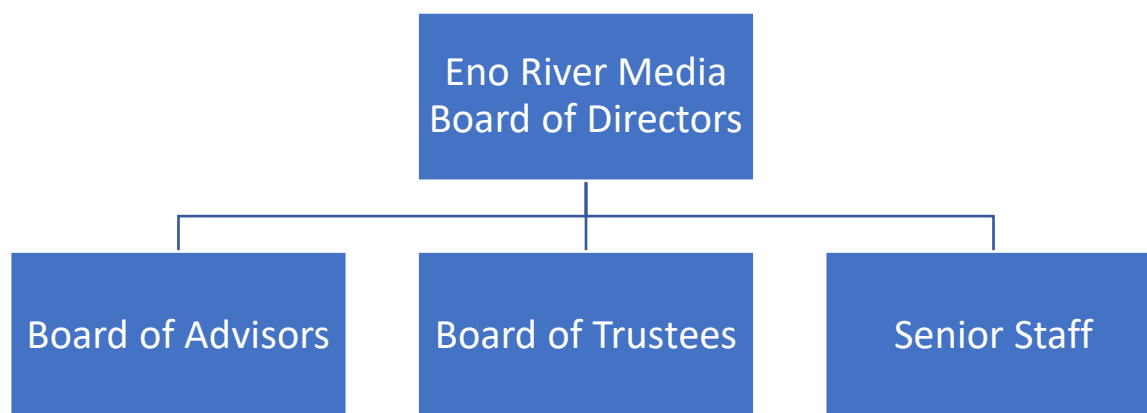 Eno River Media
Board of Directors
Board of Advisors
Board of Trustees
Senior Staff